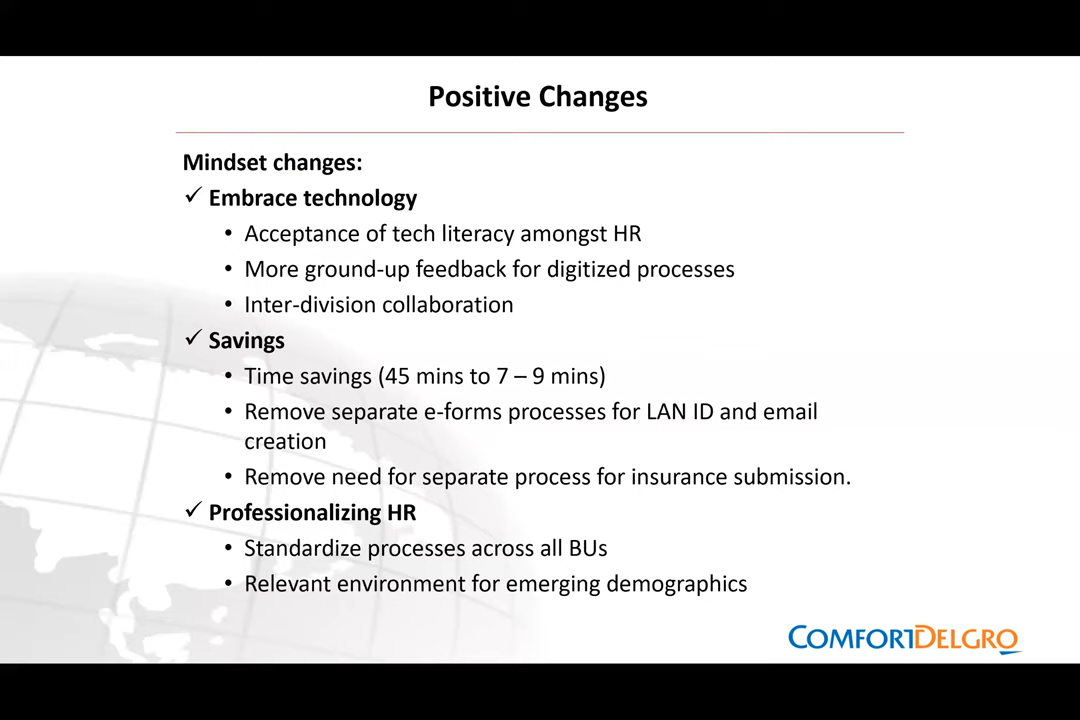 Positive Changes
Mindset changes:
✓ Embrace technology
• Acceptance of tech literacy amongst HR
• More ground-up feedback for digitized processes
• Inter-division collaboration
✓ Savings
• Time savings (45 mins to 7 – 9 mins)
• Remove separate e-forms processes for LAN ID and email
creation
• Remove need for separate process for insurance submission.
✓ Professionalizing HR
• Standardize processes across all BUs
• Relevant environment for emerging demographics
COMFORTDELGRO